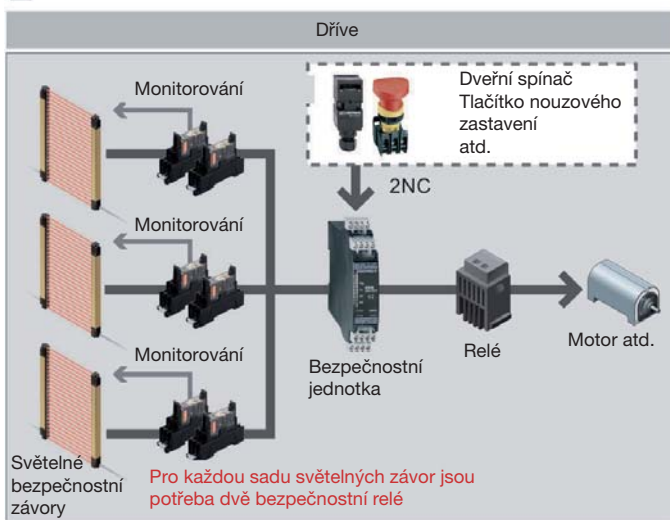 Dříve
Monitorování
Dveřní spínač
Tlačítko nouzového
zastavení
atd.
2NC
Monitorování
Monitorování
Bezpečnostní
jednotka
Relé
Motor atd.
Světelné
bezpečnostní
závory
Pro každou sadu světelných závor jsou
potřeba dvě bezpečnostní relé